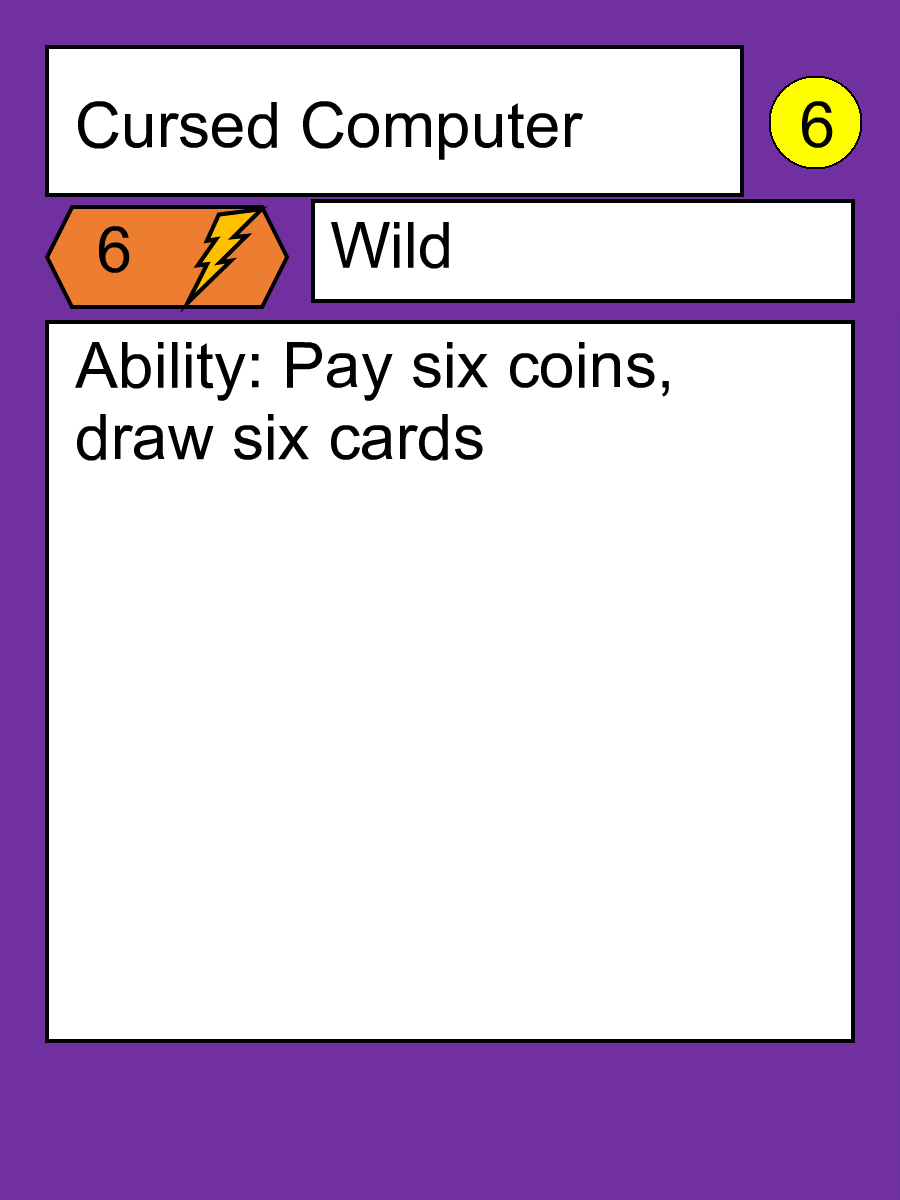 Cursed Computer
6
6
Wild
Ability: Pay six coins,
draw six cards